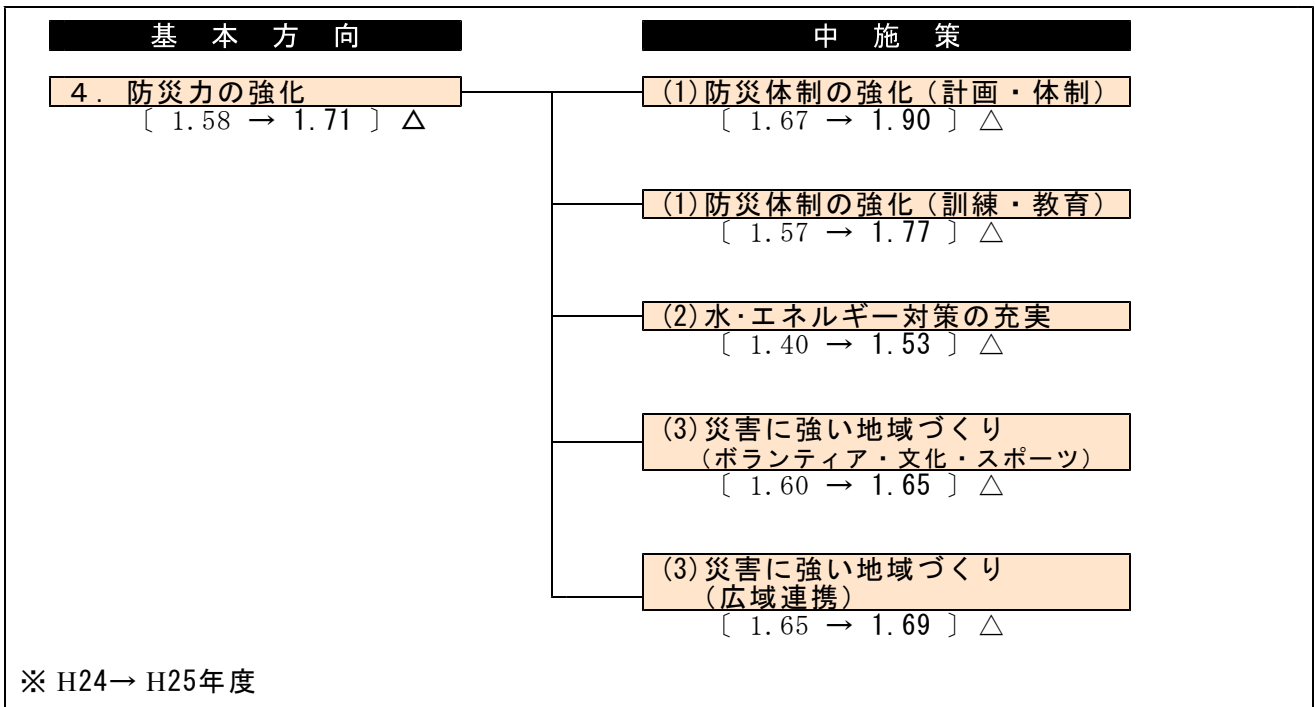 基本方向
中施策
４．防災力の強化
〔 1.58 → 1.71 〕△
(1)防災体制の強化（計画・体制）
〔 1.67 → 1.90 〕△
(1)防災体制の強化（訓練・教育）
〔 1.57 → 1.77 〕△
(2)水･エネルギー対策の充実
〔 1.40 → 1.53 〕△
(3)災害に強い地域づくり
（ボランティア・文化・スポーツ）
〔 1.60 → 1.65 〕△
(3)災害に強い地域づくり
（広域連携）
〔 1.65 → 1.69 〕△
※ H24→ H25年度